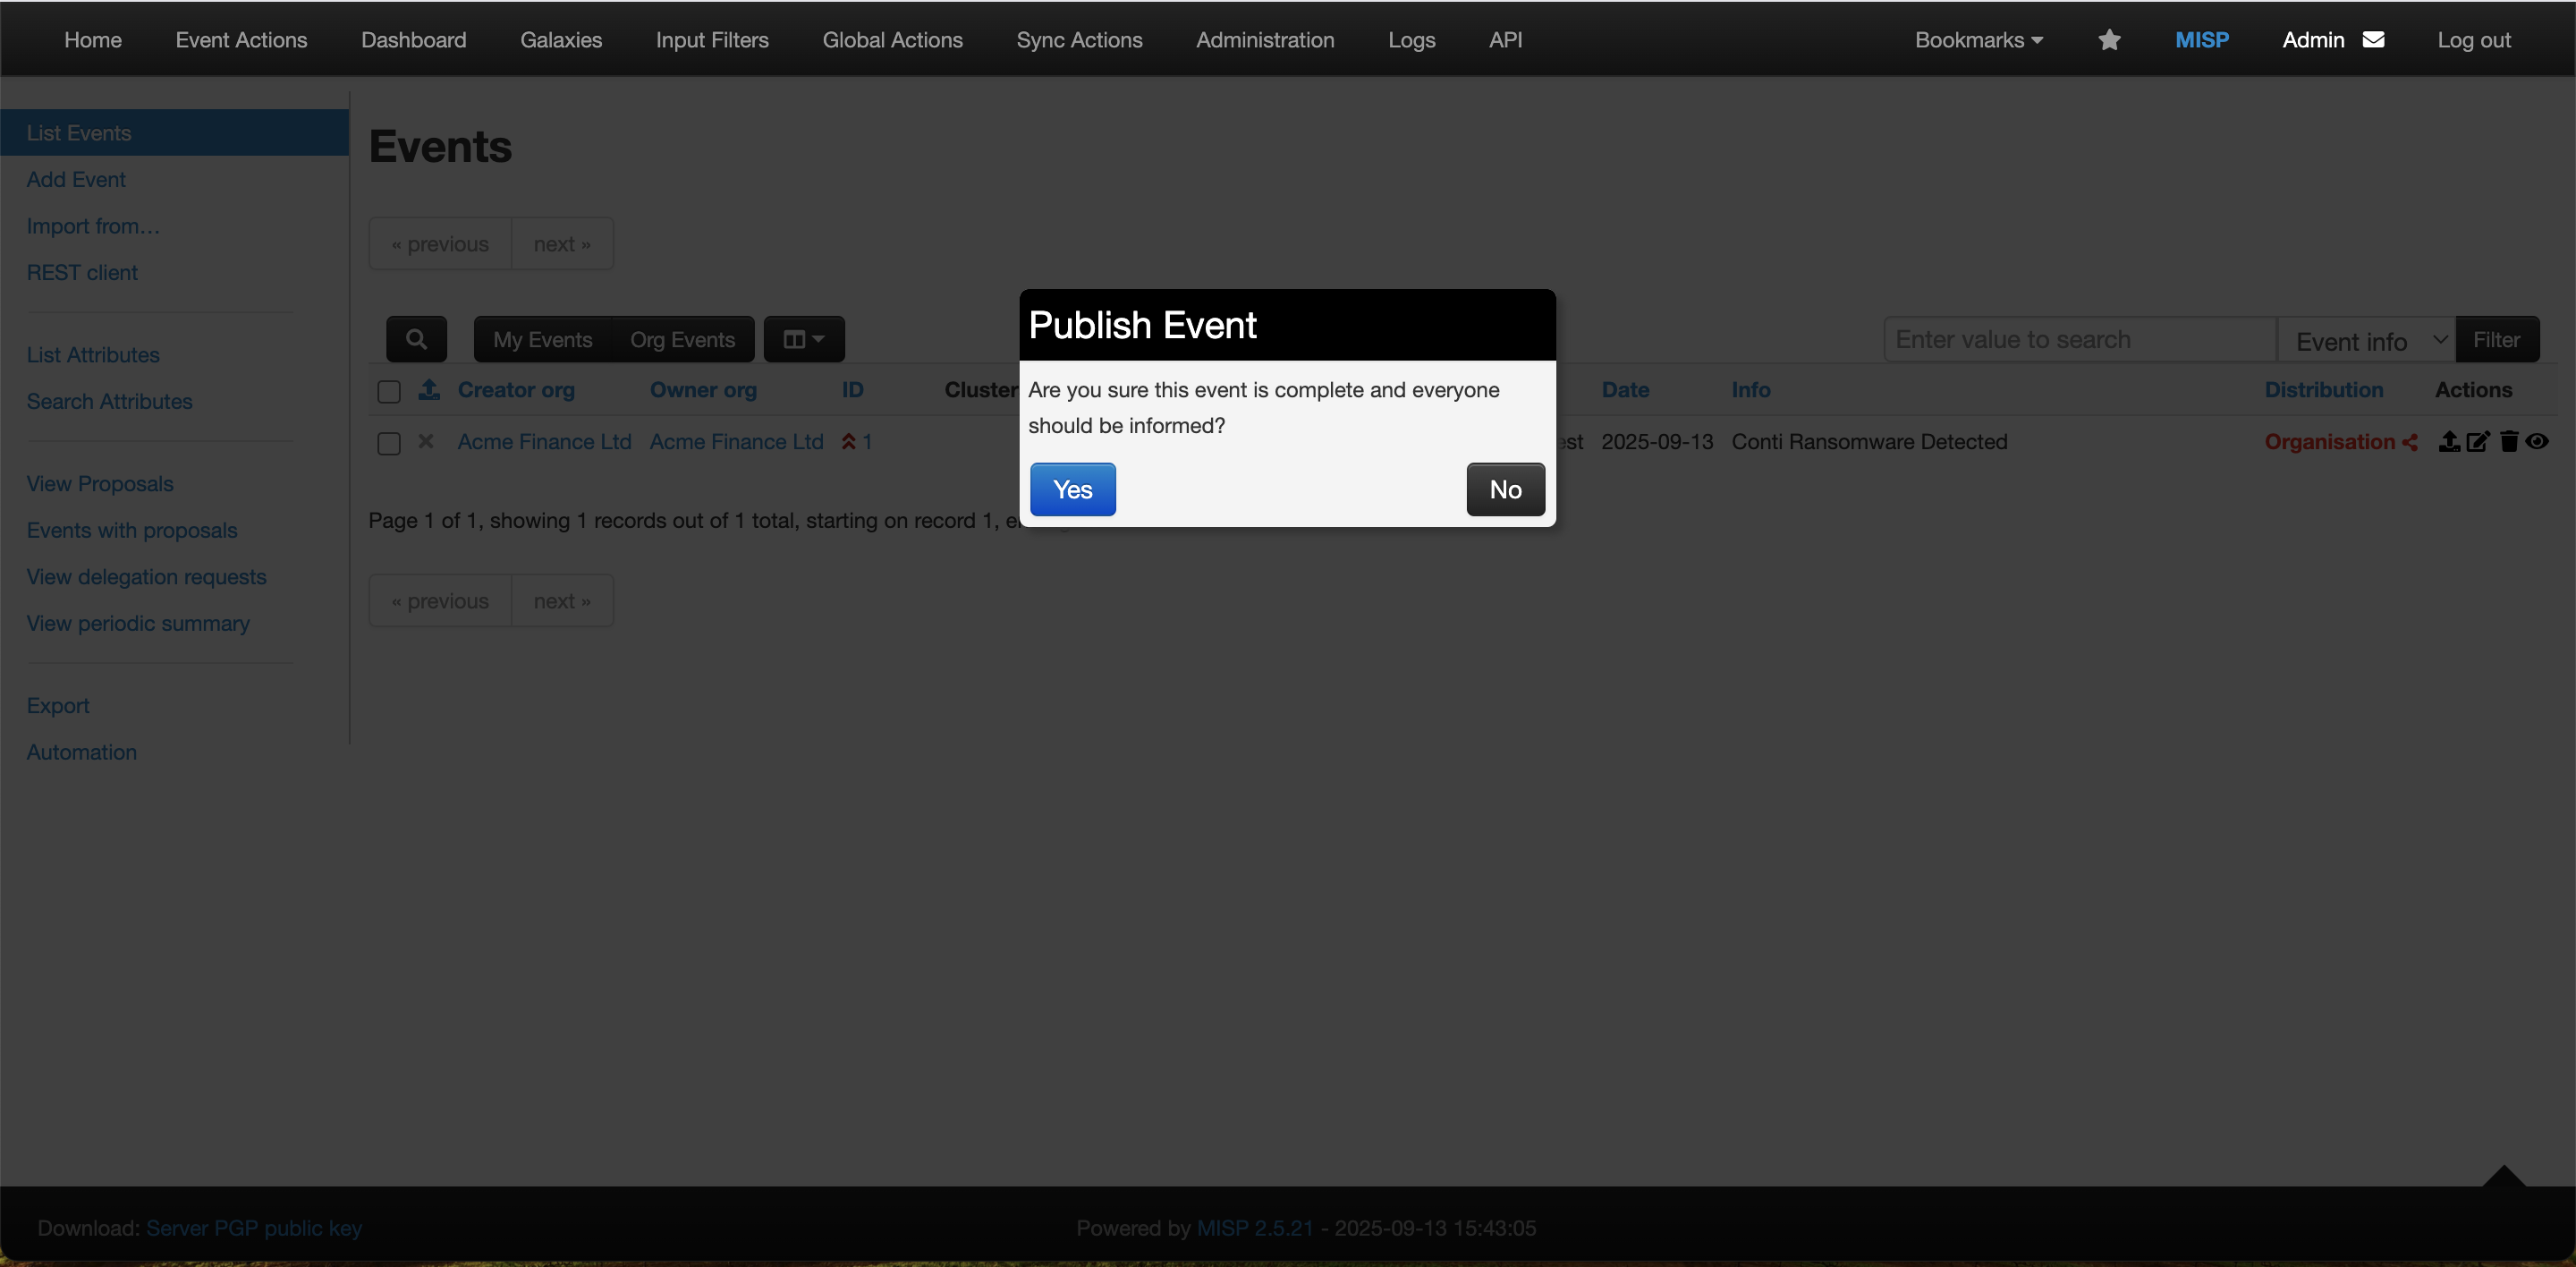 Home Event Actions Dashboard Galaxies Input Filters Global Actions Sync Actions Administration Logs API Bookmarks MISP Admin Log out
List Events
Add Event
Import from…
REST client
List Attributes
Search Attributes
View Proposals
Events with proposals
View delegation requests
View periodic summary
Export
Automation
Events
« previous next »
My Events Org Events Enter value to search Event info Filter
Creator org Owner org ID Cluster Date Info Distribution Actions
Acme Finance Ltd Acme Finance Ltd 1 2025-09-13 Conti Ransomware Detected Organisation
Page 1 of 1, showing 1 records out of 1 total, starting on record 1,
« previous next »
Publish Event
Are you sure this event is complete and everyone
should be informed?
Yes No
Download: Server PGP public key Powered by MISP 2.5.21 - 2025-09-13 15:43:05